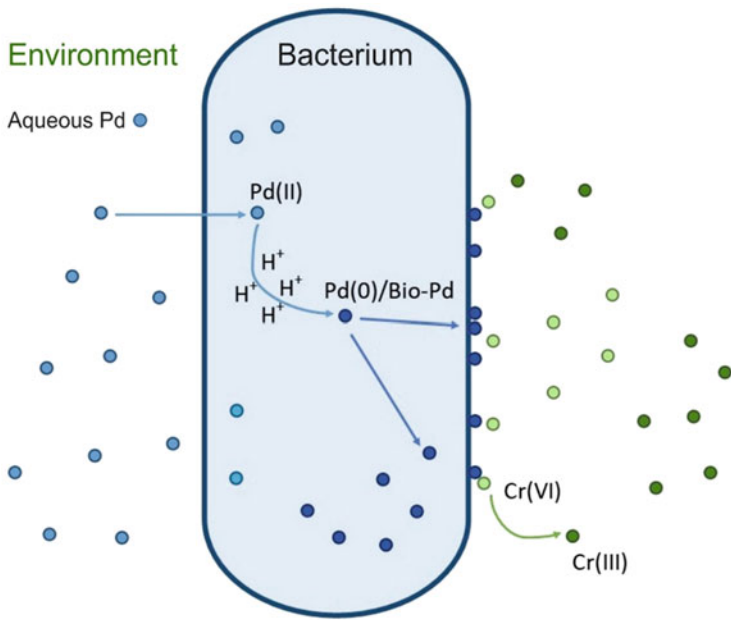 Environment
Bacterium
Aqueous Pd
Pd(II)
H⁺
H⁺
H⁺
H⁺
Pd(0)/Bio-Pd
Cr(VI)
Cr(III)